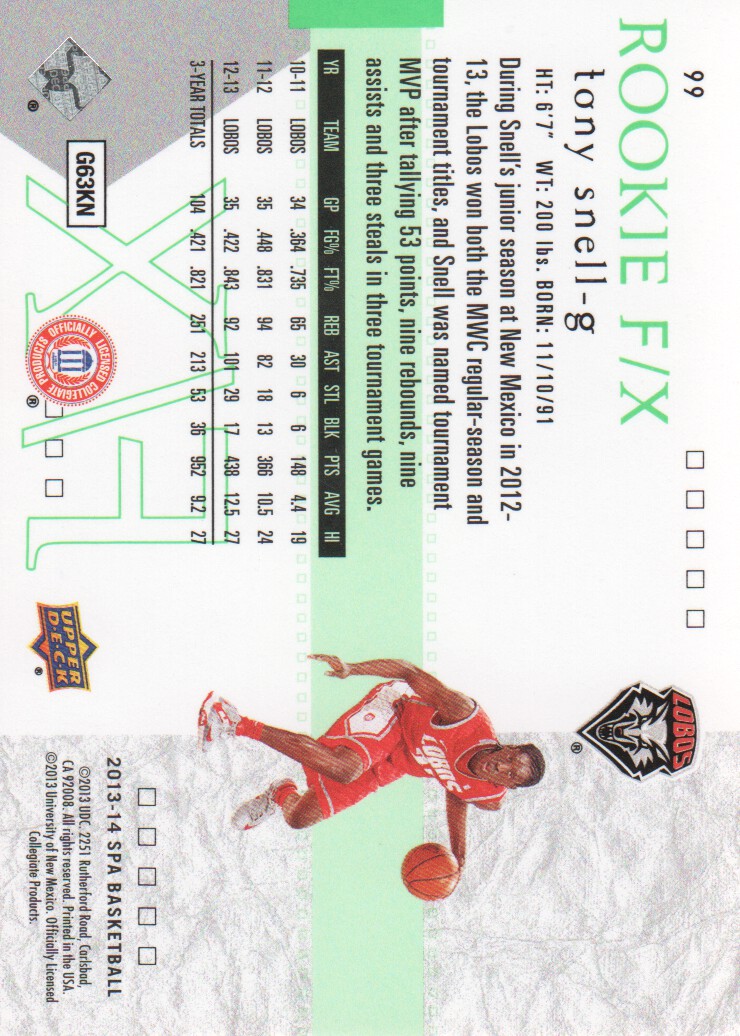 99
ROOKIE F/X
tony snell-g
HT: 6'7" WT: 200 lbs. BORN: 11/10/91
During Snell's junior season at New Mexico in 2012-
13, the Lobos won both the MWC regular-season and
tournament titles, and Snell was named tournament
MVP after tallying 53 points, nine rebounds, nine
assists and three steals in three tournament games.
YR TEAM GP FG% FT% REB AST STL BLK PTS AVG HI
10-11 LOBOS 34 .364 .735 65 30 6 6 148 4.4 19
11-12 LOBOS 35 .448 .831 94 82 18 13 366 10.5 24
12-13 LOBOS 35 .422 .843 92 101 29 17 438 12.5 27
3-YEAR TOTALS 104 .421 .821 251 213 53 36 952 9.2 27
F/X
G63KN
®
OFFICIALLY LICENSED
COLLEGIATE PRODUCTS
®
UPPER
D·E·C·K
®
LOBOS
®
LOBOS
2013-14 SPA BASKETBALL
©2013 UDC. 2251 Rutherford Road, Carlsbad,
CA 92008. All rights reserved. Printed in the USA.
©2013 University of New Mexico. Officially Licensed
Collegiate Products.